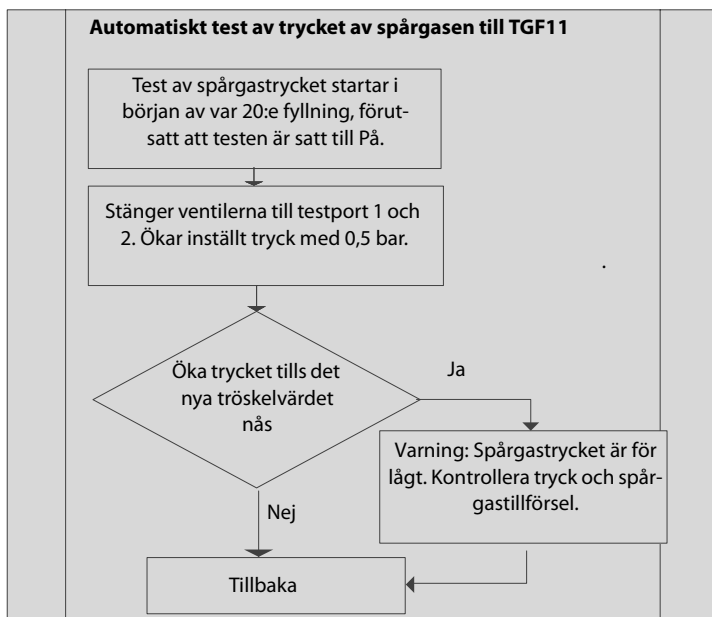 Automatiskt test av trycket av spårgasen till TGF11
Test av spårgastrycket startar i
början av var 20:e fyllning, förut-
satt att testen är satt till På.
Stänger ventilerna till testport 1 och
2. Ökar inställt tryck med 0,5 bar.
Öka trycket tills det
nya tröskelvärdet
nås
Ja
Varning: Spårgastrycket är för
lågt. Kontrollera tryck och spår-
gastillförsel.
Nej
Tillbaka